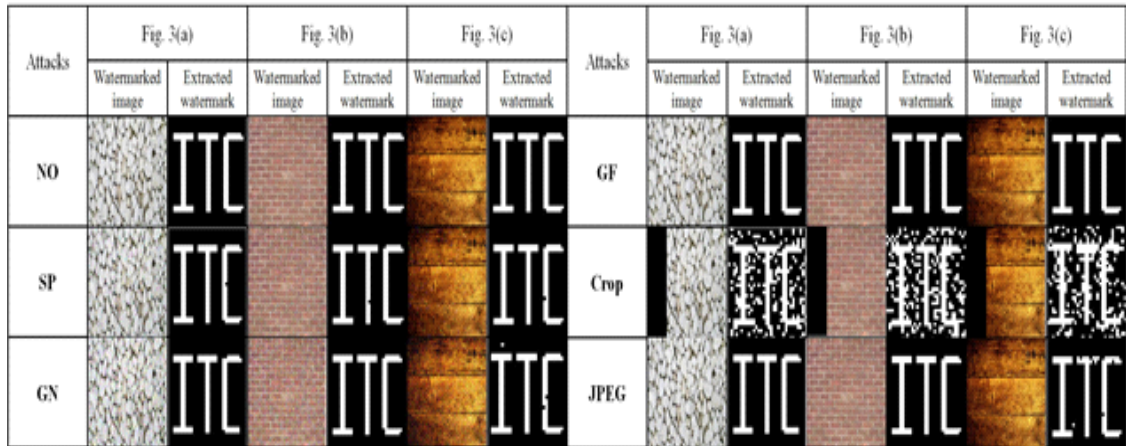 Attacks Fig. 3(a) Fig. 3(b) Fig. 3(c) Attacks Fig. 3(a) Fig. 3(b) Fig. 3(c)
Watermarked image Extracted watermark Watermarked image Extracted watermark Watermarked image Extracted watermark Watermarked image Extracted watermark Watermarked image Extracted watermark Watermarked image Extracted watermark
NO ITC ITC ITC GF ITC ITC ITC
SP ITC ITC ITC Crop ITC ITC ITC
GN ITC ITC ITC JPEG ITC ITC ITC